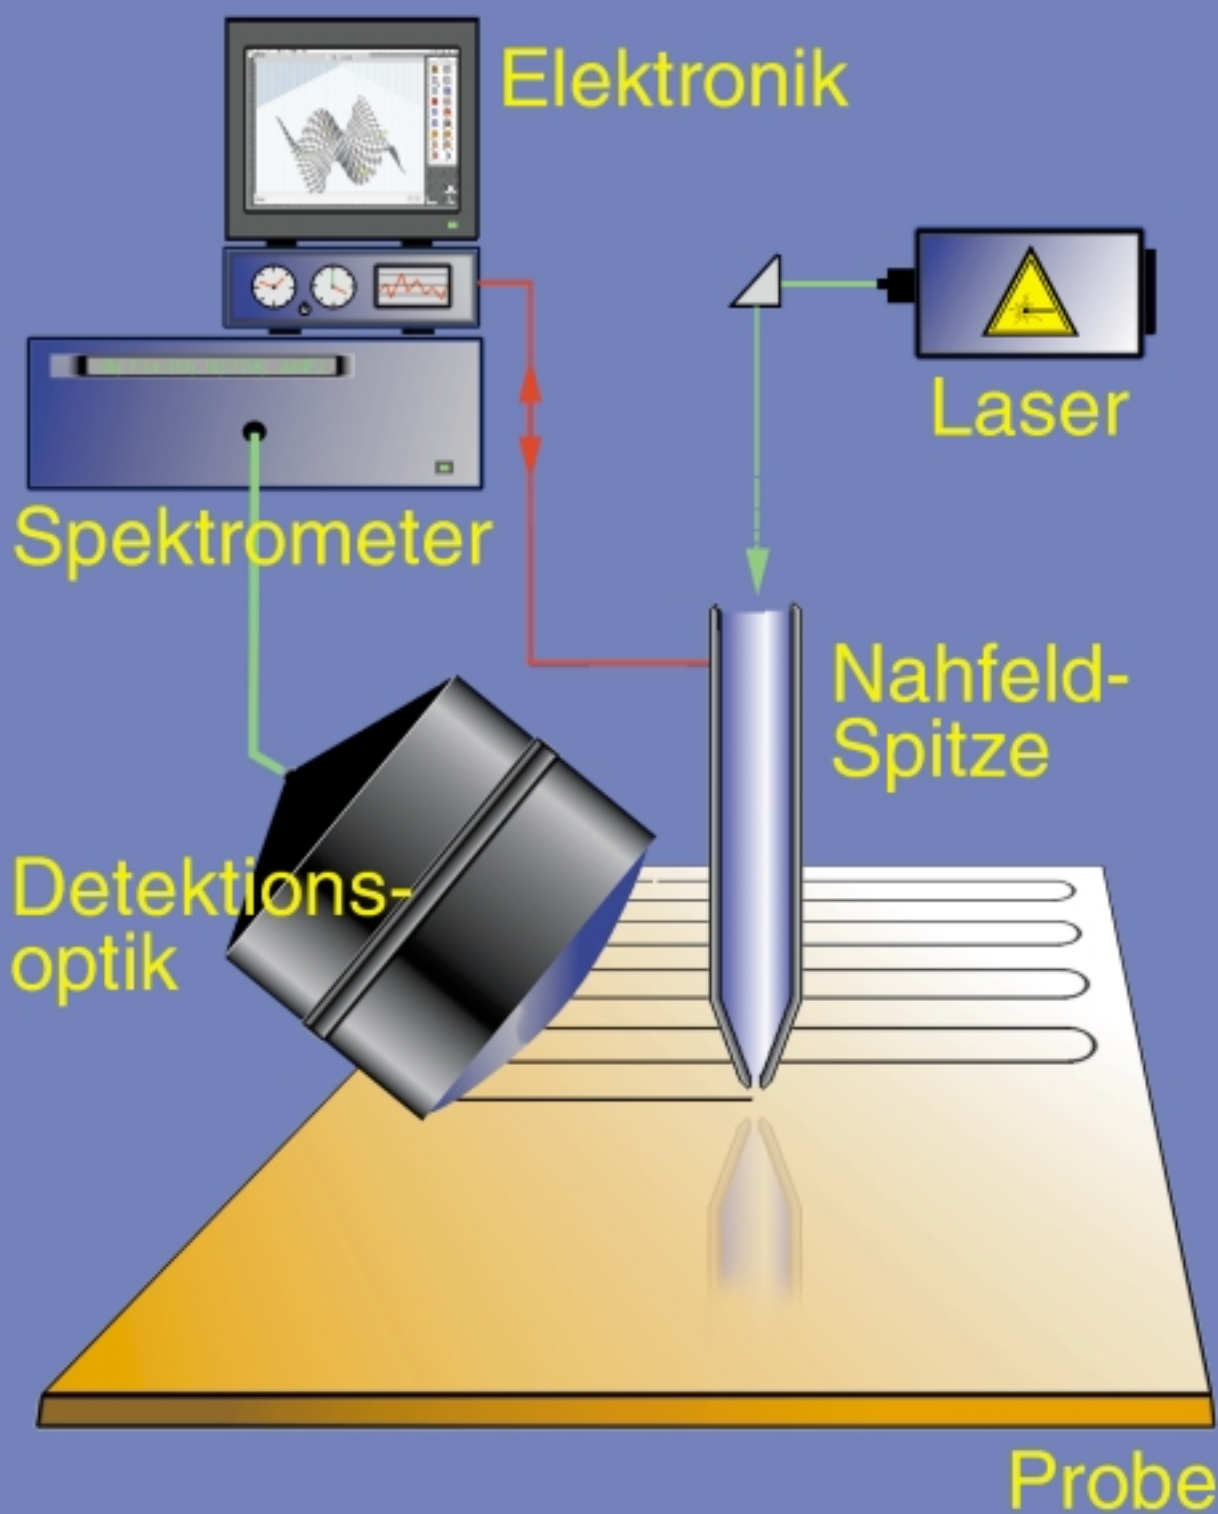 Elektronik
Laser
Spektrometer
Nahfeld-
Spitze
Detektions-
optik
Probe